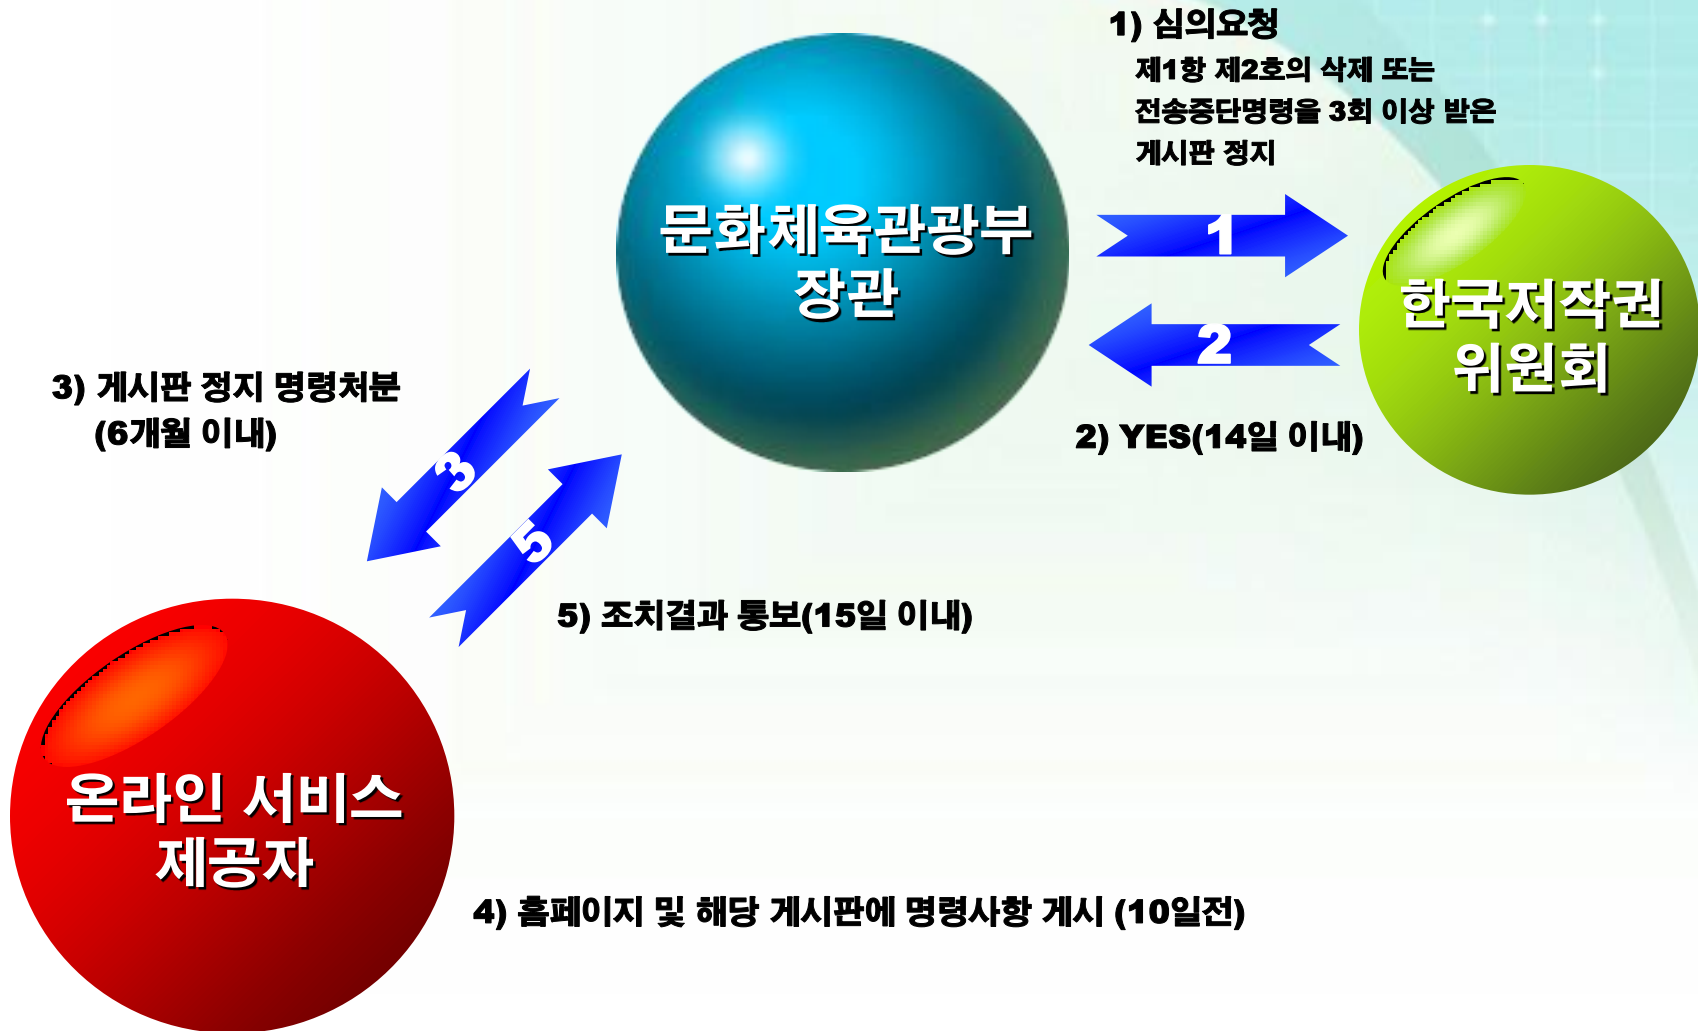 1) 심의요청
제1항 제2호의 삭제 또는
전송중단명령을 3회 이상 받은
게시판 정지
문화체육관광부
장관
1
한국저작권
위원회
2
2) YES(14일 이내)
3) 게시판 정지 명령처분
(6개월 이내)
3
5
5) 조치결과 통보(15일 이내)
온라인 서비스
제공자
4) 홈페이지 및 해당 게시판에 명령사항 게시 (10일전)